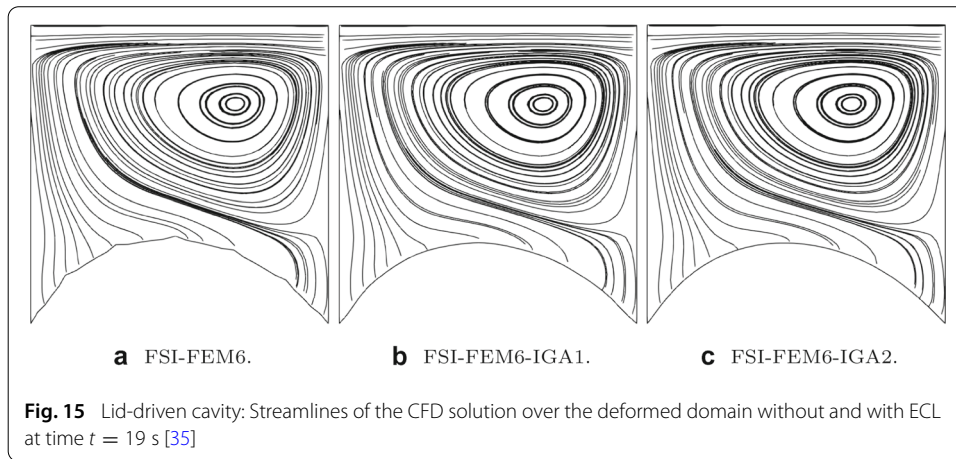 a FSI-FEM6.
b FSI-FEM6-IGA1.
c FSI-FEM6-IGA2.
Fig. 15 Lid-driven cavity: Streamlines of the CFD solution over the deformed domain without and with ECL
at time t = 19 s [35]